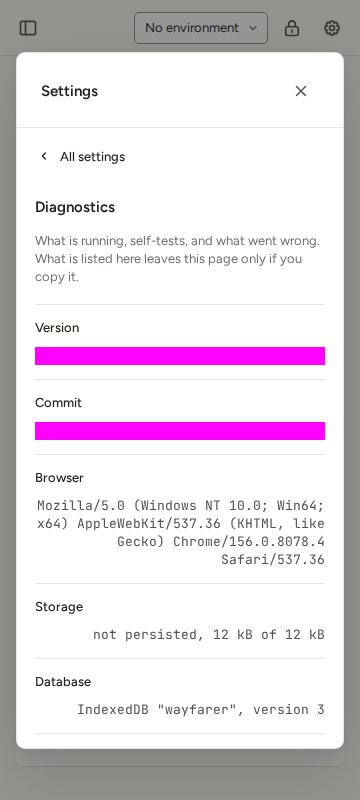 No environment
Settings
All settings
Diagnostics
What is running, self-tests, and what went wrong.
What is listed here leaves this page only if you
copy it.
Version
Commit
Browser
Mozilla/5.0 (Windows NT 10.0; Win64;
x64) AppleWebKit/537.36 (KHTML, like
Gecko) Chrome/156.0.8078.4
Safari/537.36
Storage
not persisted, 12 kB of 12 kB
Database
IndexedDB "wayfarer", version 3